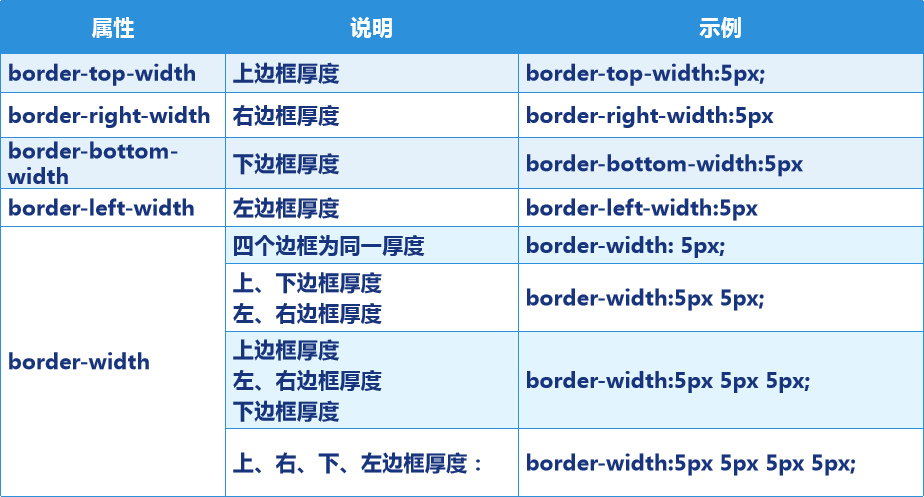 属性 说明 示例
border-top-width 上边框厚度 border-top-width:5px;
border-right-width 右边框厚度 border-right-width:5px
border-bottom-
width 下边框厚度 border-bottom-width:5px
border-left-width 左边框厚度 border-left-width:5px
border-width
四个边框为同一厚度 border-width: 5px;
上、下边框厚度
左、右边框厚度
border-width:5px 5px;
上边框厚度
左、右边框厚度
下边框厚度
border-width:5px 5px 5px;
上、右、下、左边框厚度： border-width:5px 5px 5px 5px;